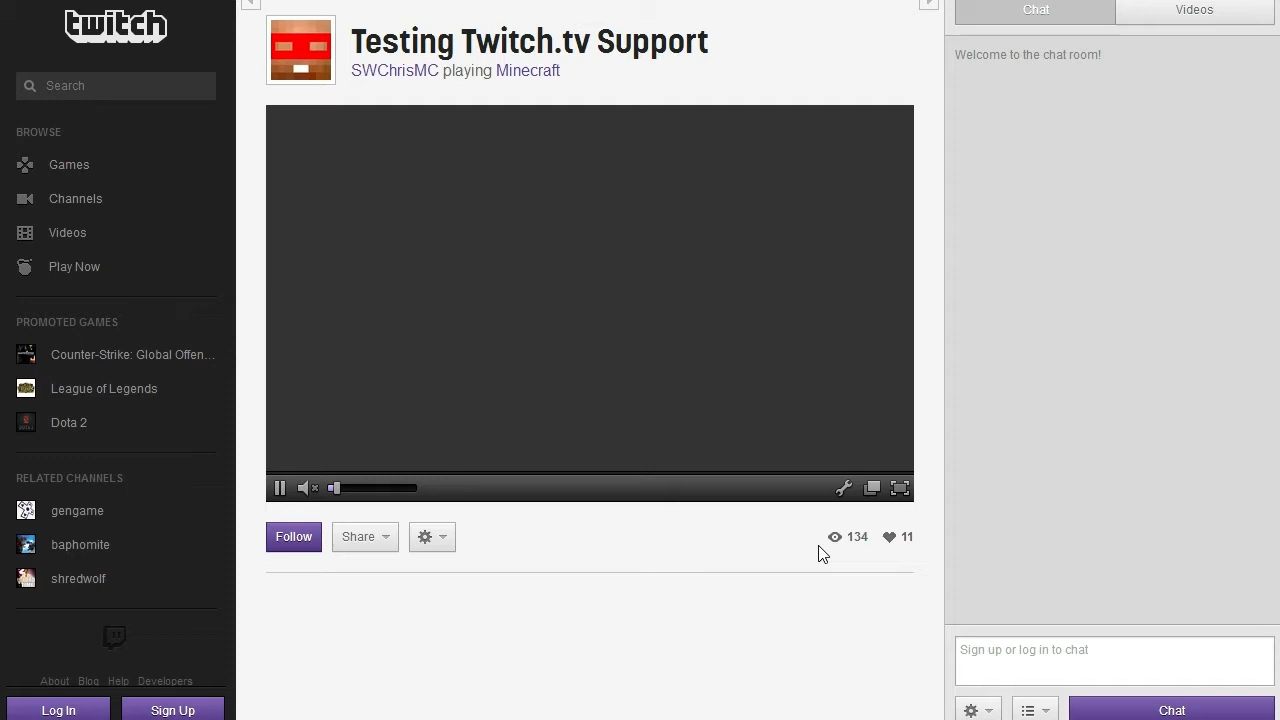 twitch
Search
BROWSE
Games
Channels
Videos
Play Now
PROMOTED GAMES
Counter-Strike: Global Offen...
League of Legends
Dota 2
RELATED CHANNELS
gengame
baphomite
shredwolf
About Blog Help Developers
Log In Sign Up
Testing Twitch.tv Support
SWChrisMC playing Minecraft
Follow Share 134 11
Chat Videos
Welcome to the chat room!
Sign up or log in to chat
Chat